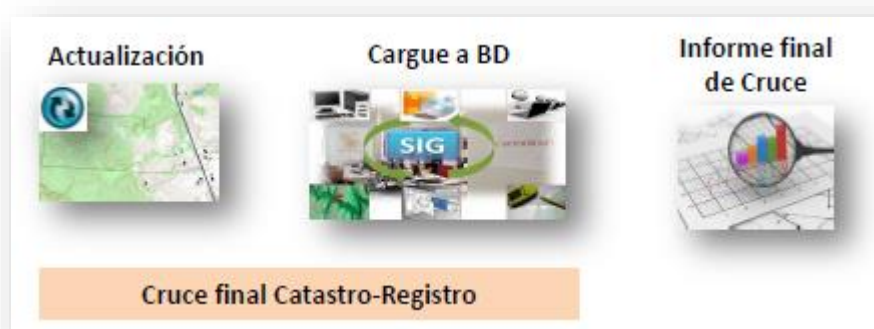 Actualización
Cargue a BD
Informe final
de Cruce
SIG
Cruce final Catastro-Registro